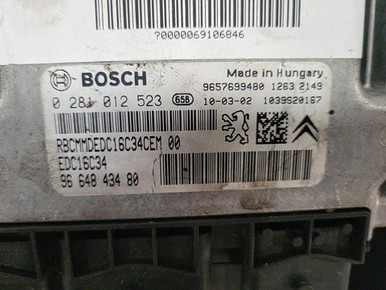 ?0000069106846
BOSCH
Made in Hungary
9657699480 1263 2149
0 281 012 523 658 10-03-02 1039S20167
RBCMMDEDC16C34CEM 00
EDC16C34
96 648 434 80